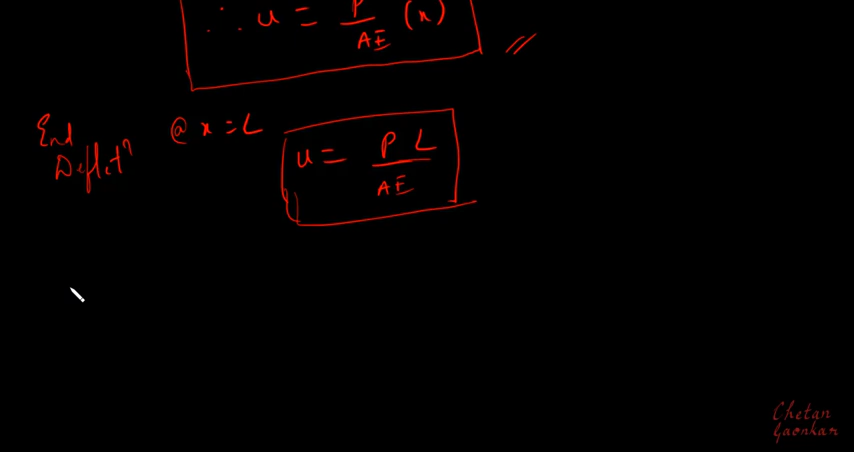 ∴ u = P/AE (x)
End Deflctn @ x = L u = PL/AE
Chetan
Gaonkar